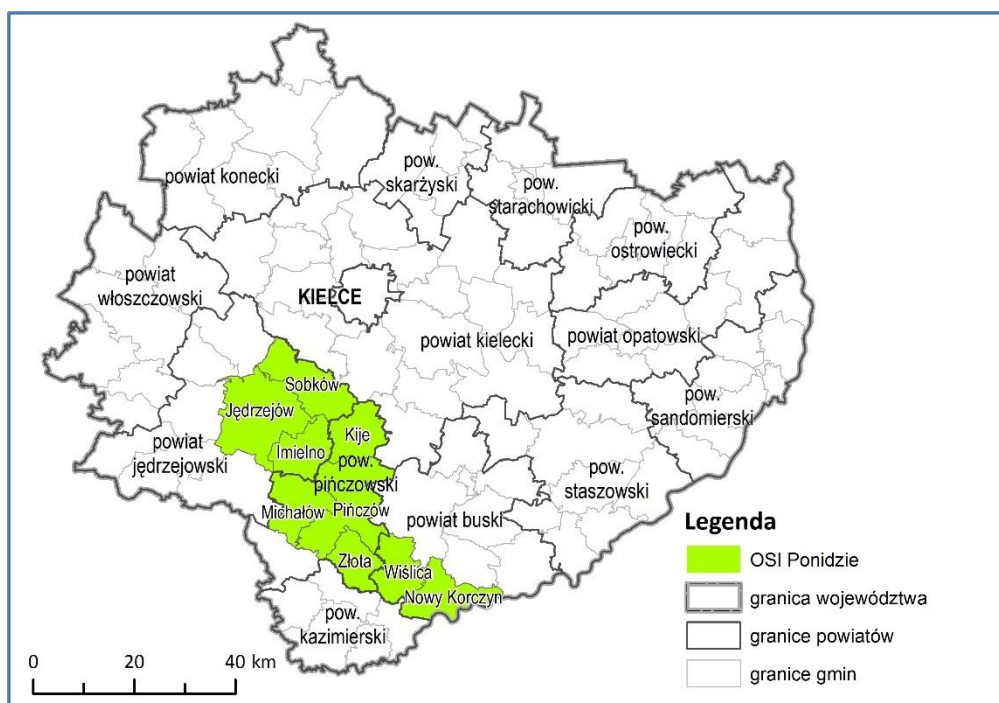 powiat konecki
pow.
skarżyski
pow.
starachowicki
pow.
ostrowiecki
powiat
włoszczowski
KIELCE
powiat kielecki
powiat opatowski
pow.
sandomierski
Sobków
Jędrzejów
Kije
Imielno
powiat
jędrzejowski
pow.
pińczowski
pow.
staszowski
Michałów
Pińczów
powiat buski
Złota
Wiślica
Nowy Korczyn
pow.
kazimierski
Legenda
OSI Ponidzie
granica województwa
granice powiatów
granice gmin
0 20 40 km